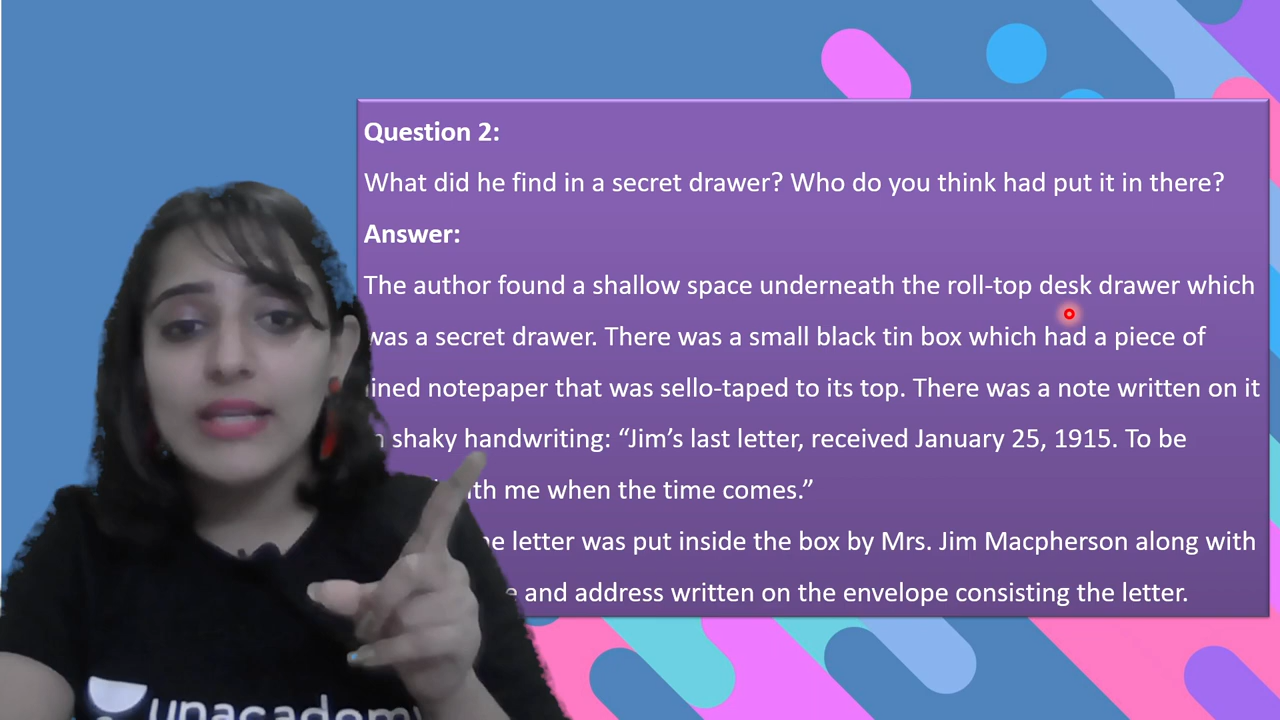 Question 2:
What did he find in a secret drawer? Who do you think had put it in there?
Answer:
The author found a shallow space underneath the roll-top desk drawer which
was a secret drawer. There was a small black tin box which had a piece of
notepaper that was sello-taped to its top. There was a note written on it
shaky handwriting: “Jim’s last letter, received January 25, 1915. To be
me when the time comes.”
letter was put inside the box by Mrs. Jim Macpherson along with
and address written on the envelope consisting the letter.
unacademy